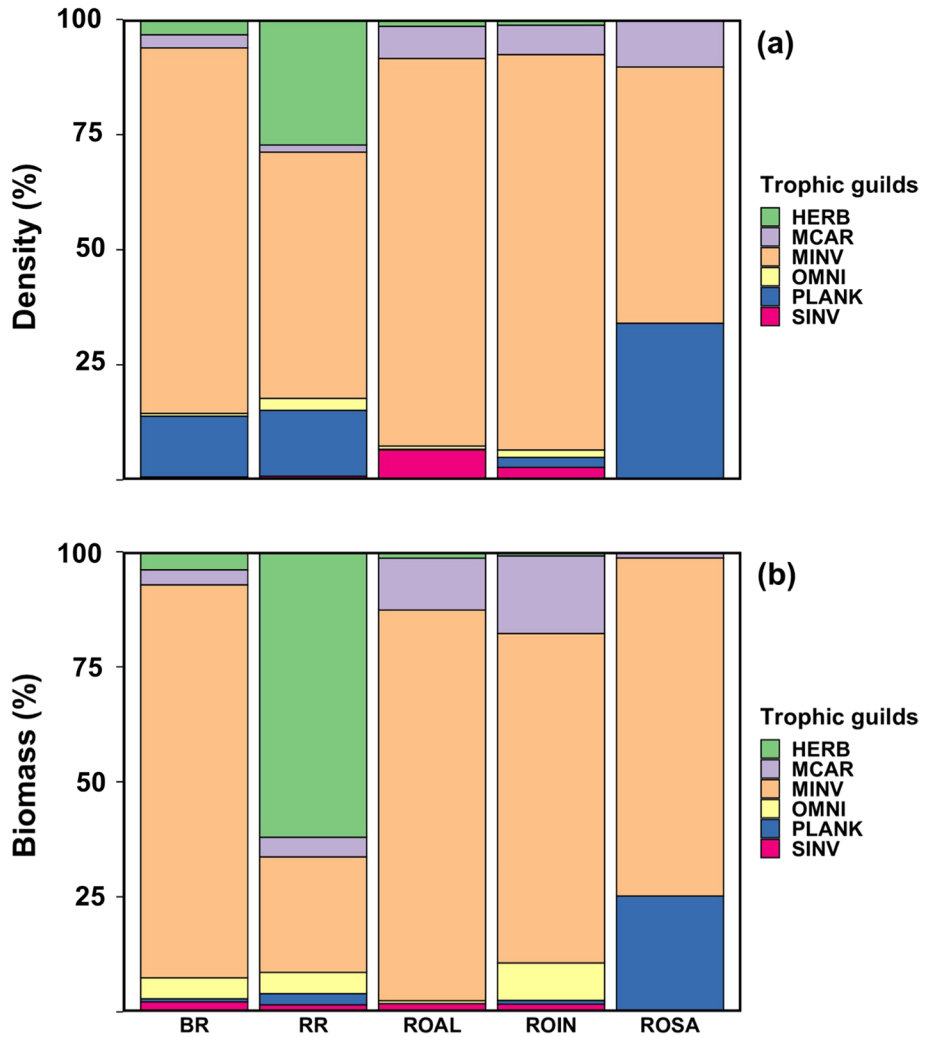 100
75
50
25
Density (%)
(a)
Trophic guilds
HERB
MCAR
MINV
OMNI
PLANK
SINV
100
75
50
25
Biomass (%)
(b)
Trophic guilds
HERB
MCAR
MINV
OMNI
PLANK
SINV
BR RR ROAL ROIN ROSA